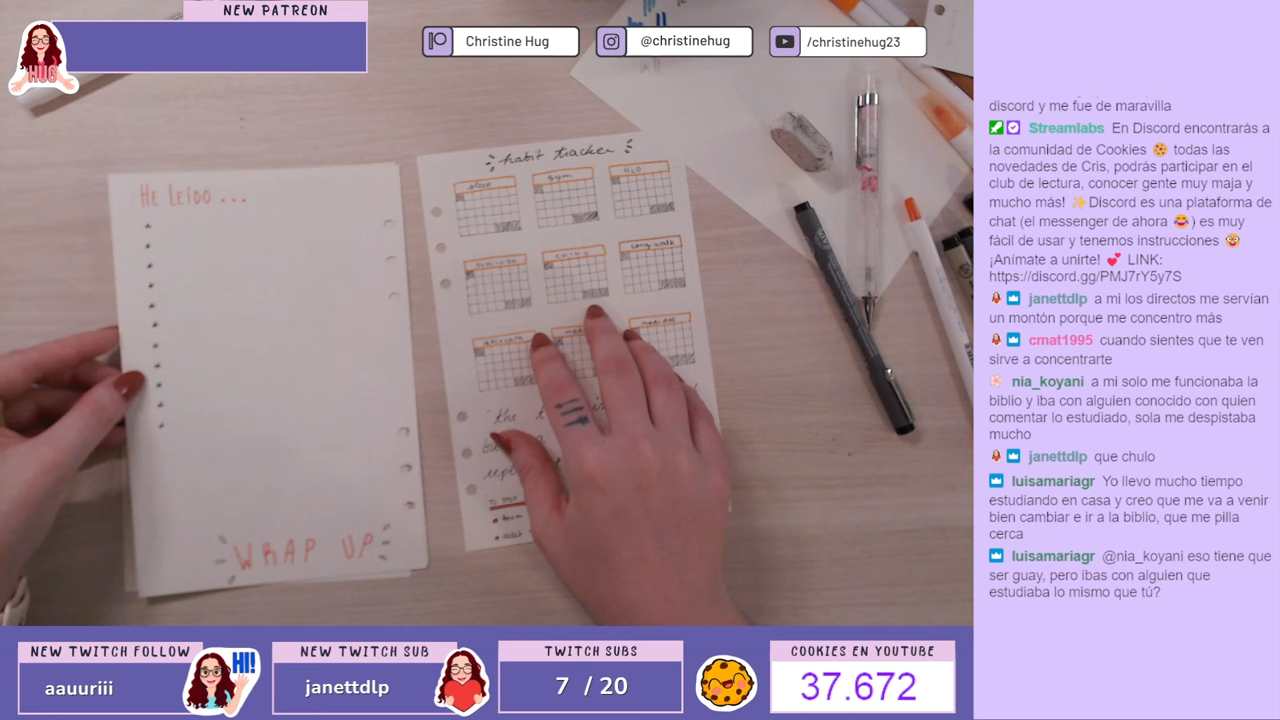 NEW PATREON
HUG
Christine Hug
@christinehug
/christinehug23
HE LEÍDO ...
WRAP UP
habit tracker
sleep
gym
H2O
long walk
the
discord y me fue de maravilla
Streamlabs En Discord encontrarás a
la comunidad de Cookies 🍪 todas las
novedades de Cris, podrás participar en el
club de lectura, conocer gente muy maja y
mucho más! ✨Discord es una plataforma de
chat (el messenger de ahora 😂) es muy
fácil de usar y tenemos instrucciones 🤓
¡Anímate a unirte! 💕 LINK:
https://discord.gg/PMJ7rY5y7S
janettdlp a mi los directos me servían
un montón porque me concentro más
cmat1995 cuando sientes que te ven
sirve a concentrarte
nia_koyani a mi solo me funcionaba la
biblio y iba con alguien conocido con quien
comentar lo estudiado, sola me despistaba
mucho
janettdlp que chulo
luisamariagr Yo llevo mucho tiempo
estudiando en casa y creo que me va a venir
bien cambiar e ir a la biblio, que me pilla
cerca
luisamariagr @nia_koyani eso tiene que
ser guay, pero ibas con alguien que
estudiaba lo mismo que tú?
NEW TWITCH FOLLOW
aauuriii
HI!
NEW TWITCH SUB
janettdlp
TWITCH SUBS
7 / 20
COOKIES EN YOUTUBE
37.672